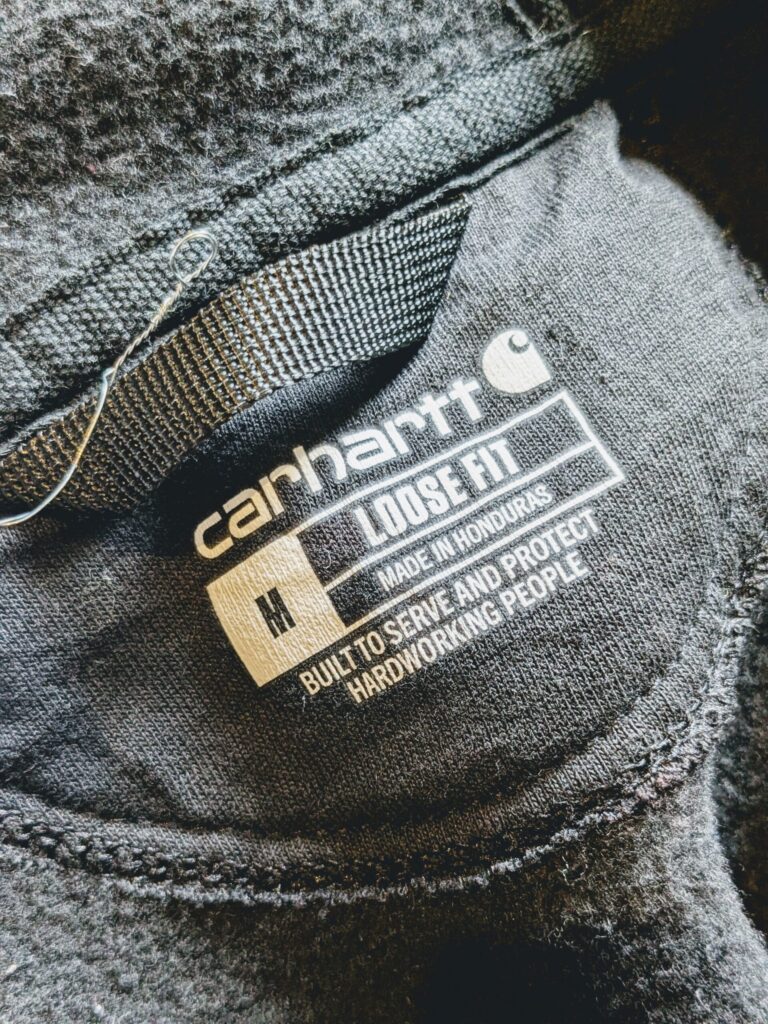 carhartt
LOOSE FIT
M
MADE IN HONDURAS
BUILT TO SERVE AND PROTECT
HARDWORKING PEOPLE